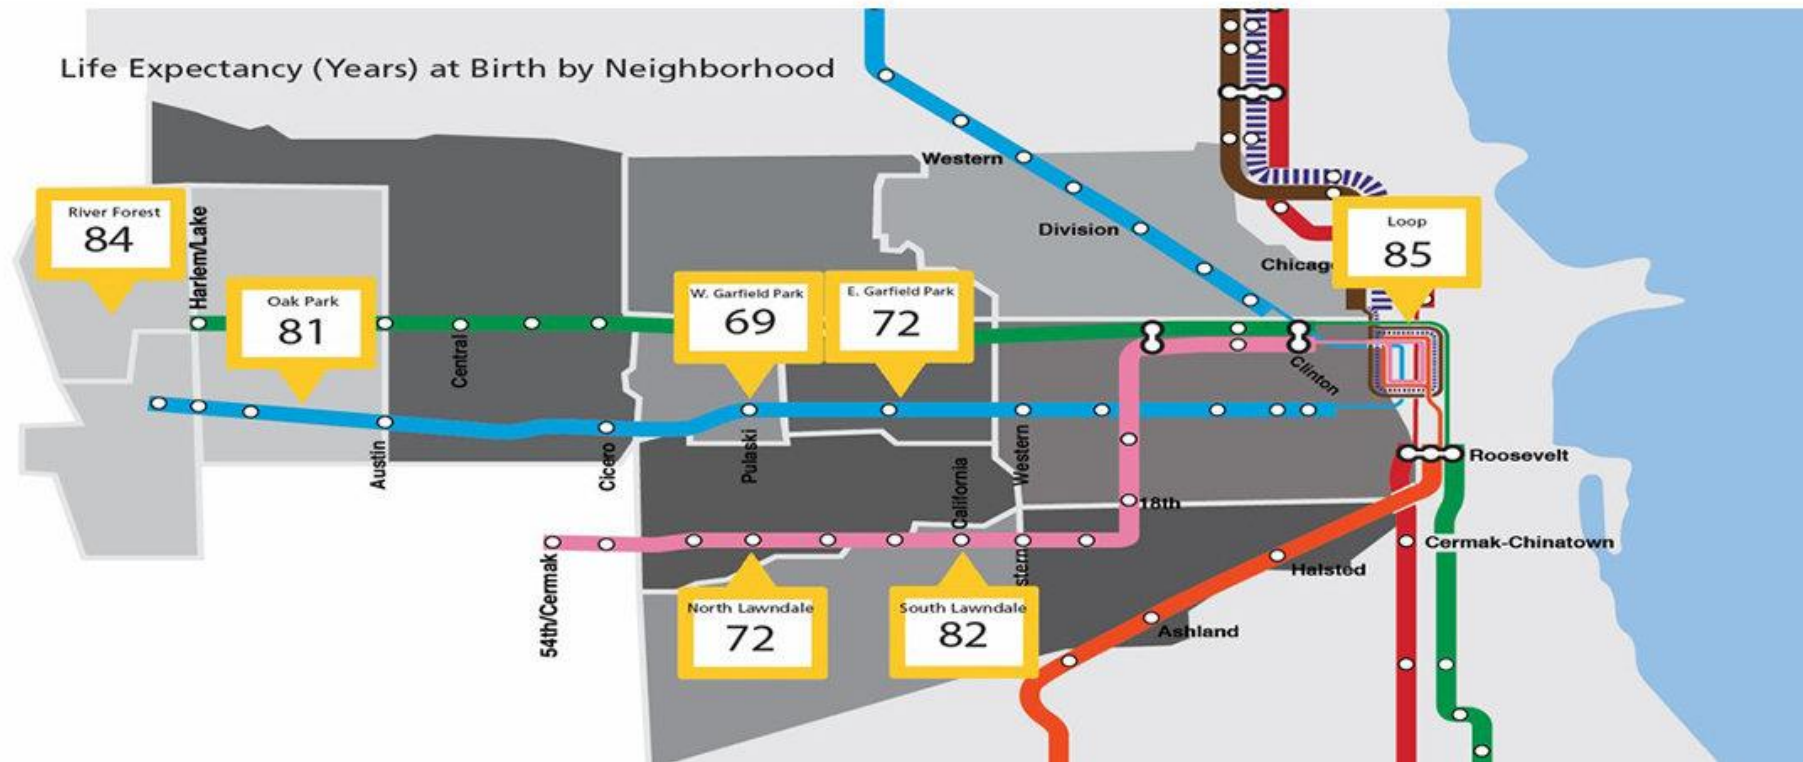 Life Expectancy (Years) at Birth by Neighborhood
Western
Division
Chicag
River Forest
84
Harlem/Lake
Oak Park
81
Central
W. Garfield Park
69
E. Garfield Park
72
Loop
85
Clinton
Austin
Cicero
Pulaski
California
Western
Roosevelt
18th
54th/Cermak
North Lawndale
72
South Lawndale
82
stern
Cermak-Chinatown
Halsted
Ashland